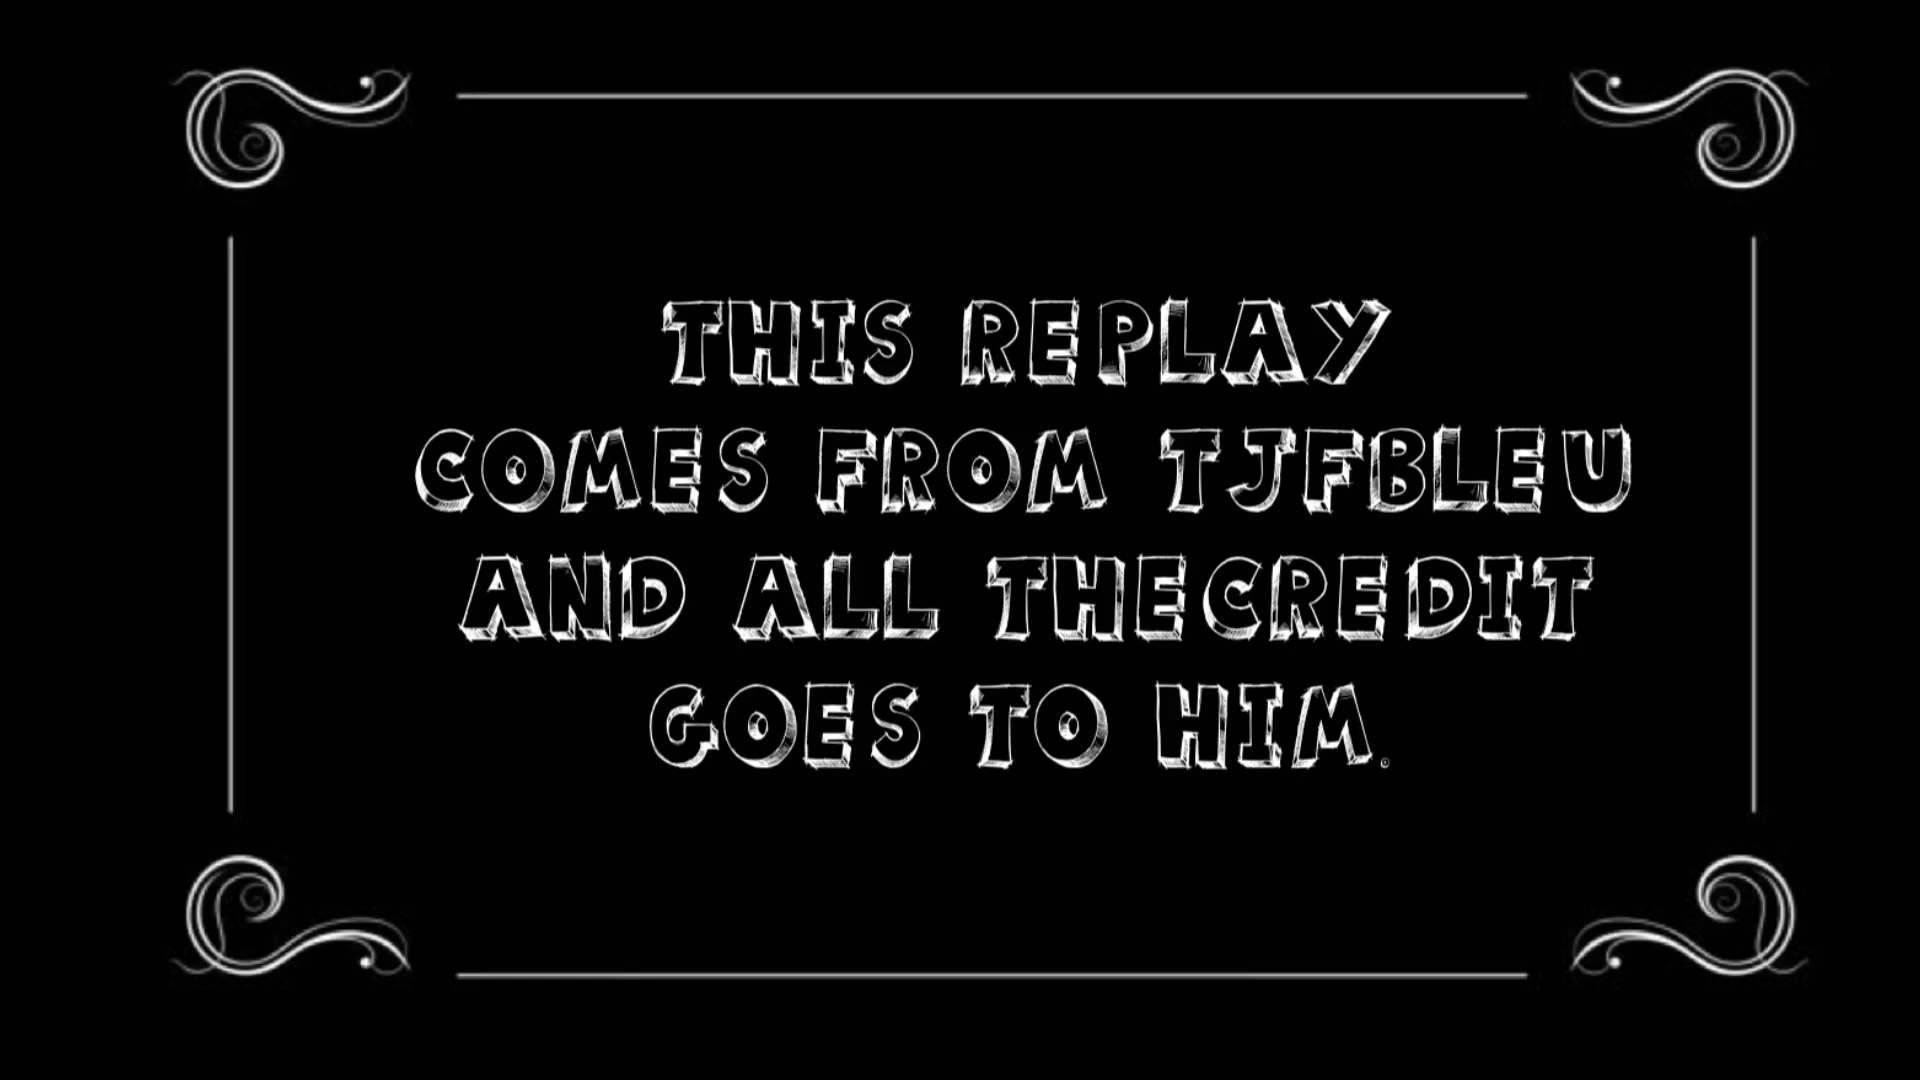 THIS REPLAY
COMES FROM TJFBLEU
AND ALL THECREDIT
GOES TO HIM.